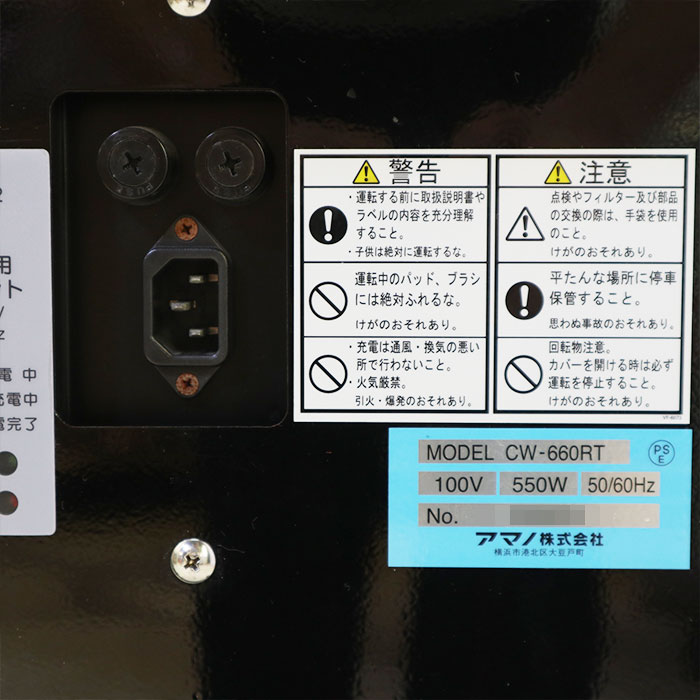 2
用
ット
/
電 中
充電中
電完了
FUSE
FUSE
警告
・運転する前に取扱説明書や
ラベルの内容を充分理解
すること。
・子供は絶対に運転するな。
運転中のパッド、ブラシ
には絶対ふれるな。
けがのおそれあり。
・充電は通風・換気の悪い
所で行わないこと。
・火気厳禁。
引火・爆発のおそれあり。
注意
点検やフィルター及び部品
の交換の際は、手袋を使用
のこと。
けがのおそれあり。
平たんな場所に停車
保管すること。
思わぬ事故のおそれあり。
回転物注意。
カバーを開ける時は必ず
運転を停止すること。
けがのおそれあり。
MODEL CW-660RT
PS
E
100V 550W 50/60Hz
No.
アマノ株式会社
横浜市港北区大豆戸町